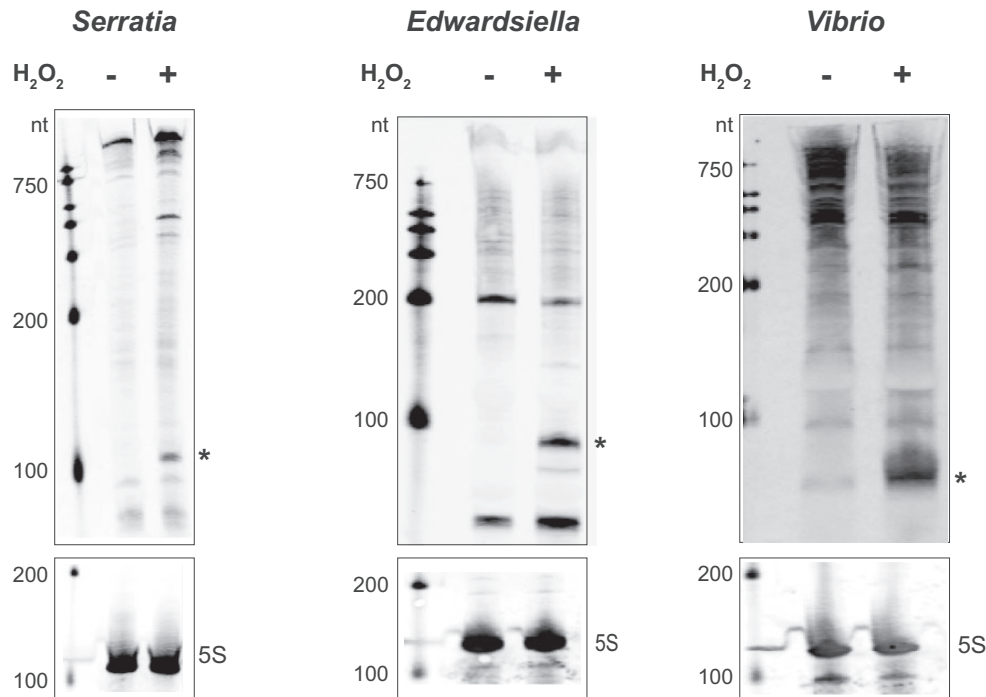 Serratia
H₂O₂ - +
nt
750
200
100
*
200
5S
100
Edwardsiella
H₂O₂ - +
nt
750
200
100
*
200
5S
100
Vibrio
H₂O₂ - +
nt
750
200
100
*
200
5S
100